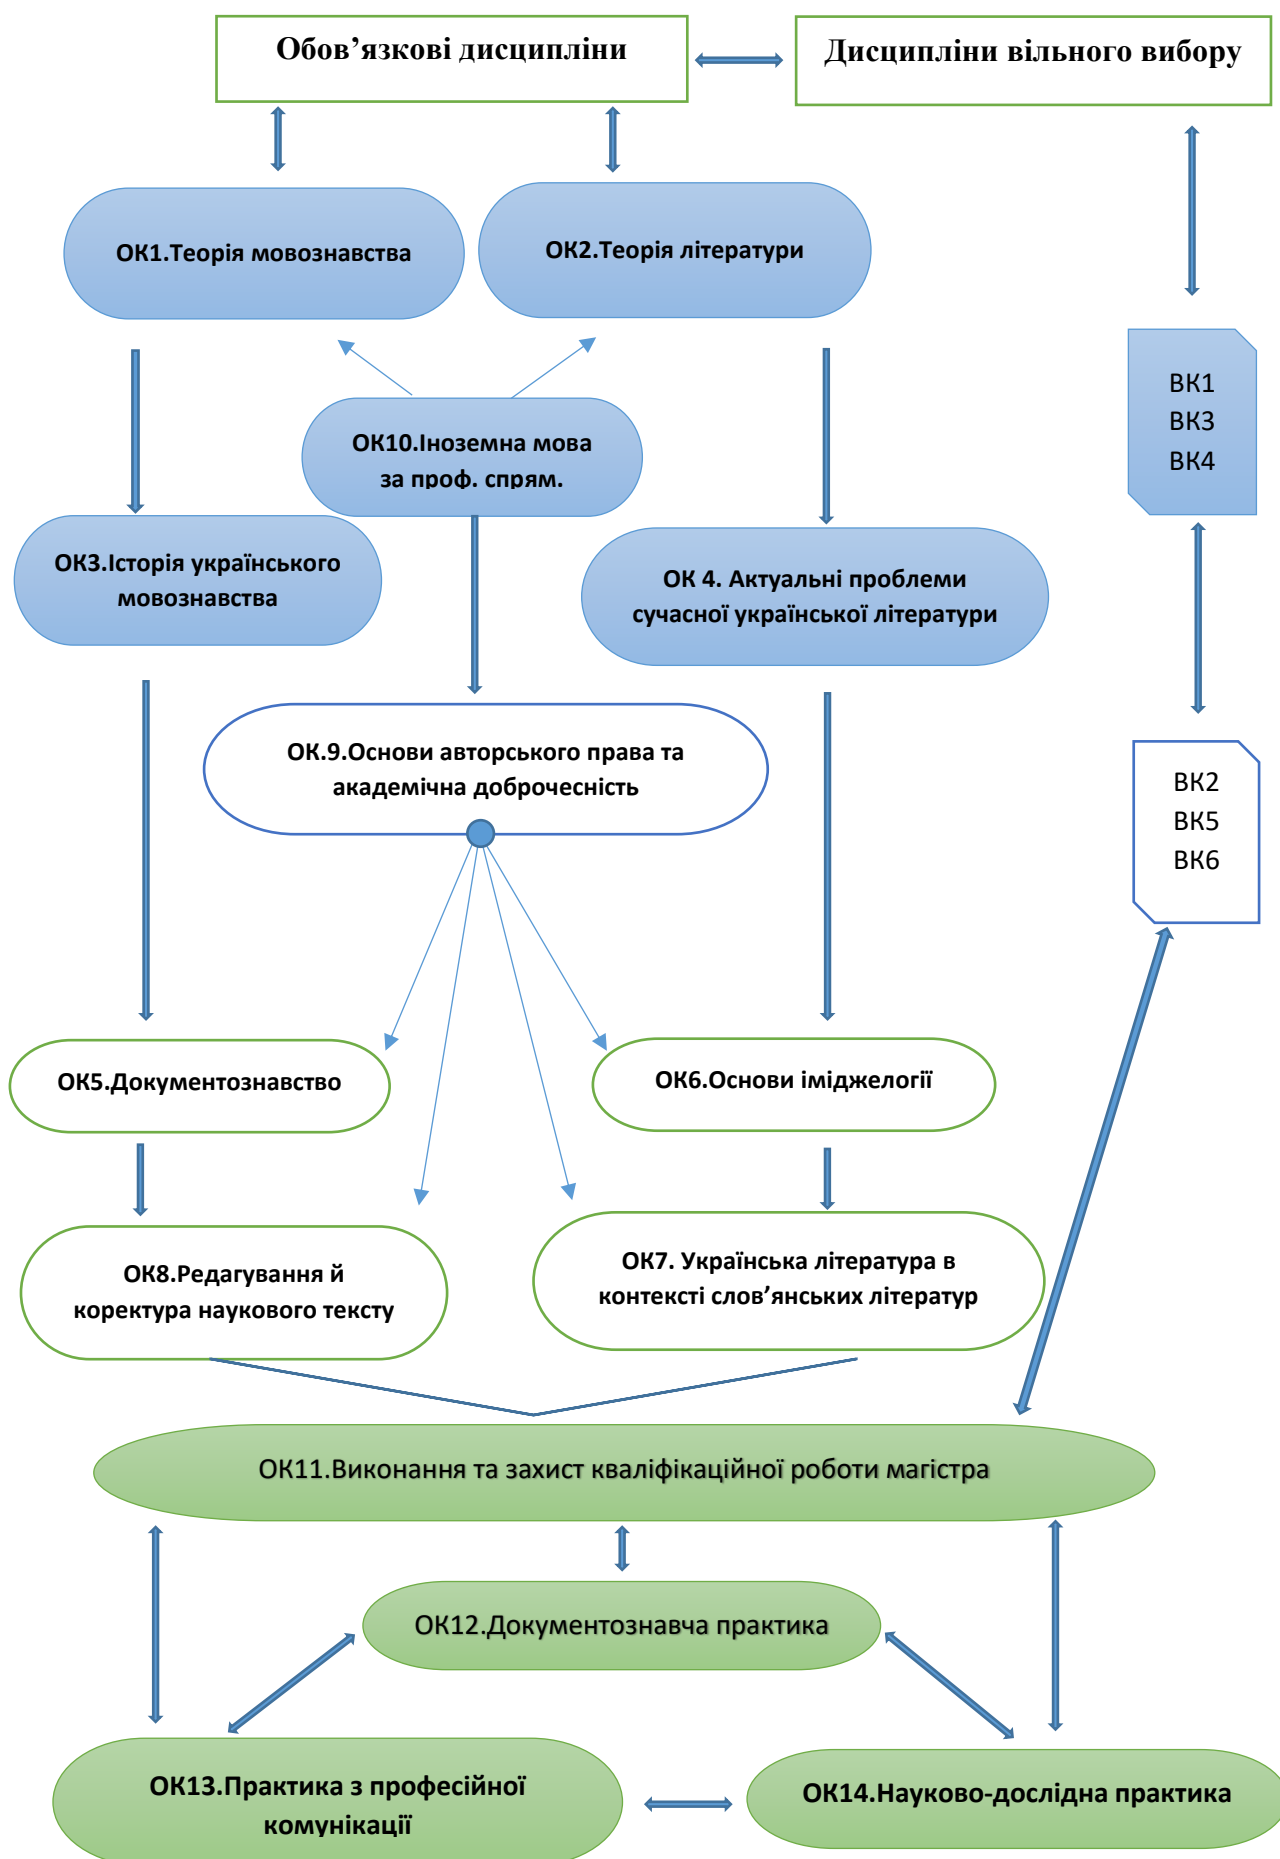 Обов’язкові дисципліни
Дисципліни вільного вибору
ОК1.Теорія мовознавства
ОК2.Теорія літератури
ВК1
ВК3
ВК4
ОК10.Іноземна мова
за проф. спрям.
ОК3.Історія українського
мовознавства
ОК 4. Актуальні проблеми
сучасної української літератури
ОК.9.Основи авторського права та
академічна доброчесність
ВК2
ВК5
ВК6
ОК5.Документознавство
ОК6.Основи іміджелогії
ОК8.Редагування й
коректура наукового тексту
ОК7. Українська література в
контексті слов’янських літератур
ОК11.Виконання та захист кваліфікаційної роботи магістра
ОК12.Документознавча практика
ОК13.Практика з професійної
комунікації
ОК14.Науково-дослідна практика